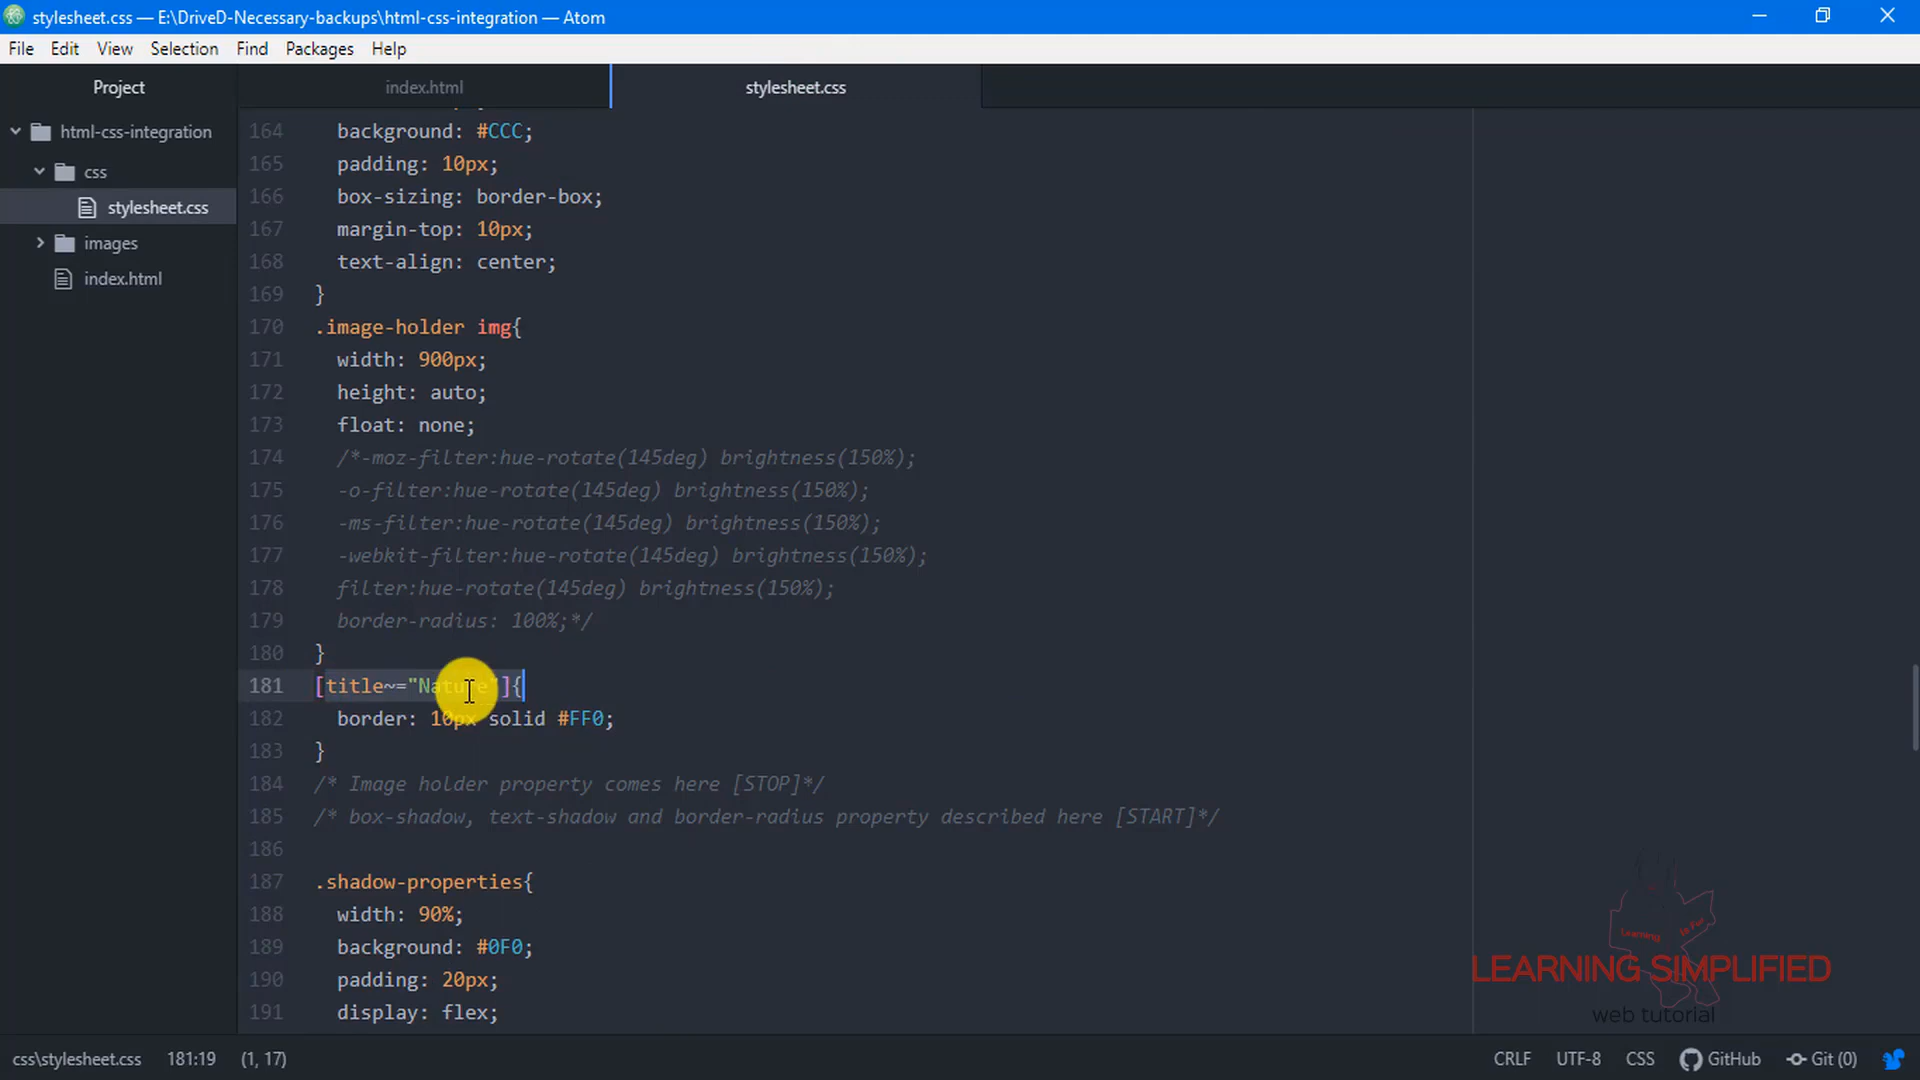 stylesheet.css — E:\DriveD-Necessary-backups\html-css-integration — Atom
File Edit View Selection Find Packages Help
Project
index.html
stylesheet.css
html-css-integration
css
stylesheet.css
images
index.html
164 background: #CCC;
165 padding: 10px;
166 box-sizing: border-box;
167 margin-top: 10px;
168 text-align: center;
169 }
170 .image-holder img{
171 width: 900px;
172 height: auto;
173 float: none;
174 /*-moz-filter:hue-rotate(145deg) brightness(150%);
175 -o-filter:hue-rotate(145deg) brightness(150%);
176 -ms-filter:hue-rotate(145deg) brightness(150%);
177 -webkit-filter:hue-rotate(145deg) brightness(150%);
178 filter:hue-rotate(145deg) brightness(150%);
179 border-radius: 100%;*/
180 }
181 [title~="Nature"]{
182 border: 10px solid #FF0;
183 }
184 /* Image holder property comes here [STOP]*/
185 /* box-shadow, text-shadow and border-radius property described here [START]*/
186
187 .shadow-properties{
188 width: 90%;
189 background: #0F0;
190 padding: 20px;
191 display: flex;
Learning Is Fun
LEARNING SIMPLIFIED
web tutorial
css\stylesheet.css 181:19 (1, 17)
CRLF UTF-8 CSS GitHub Git (0)